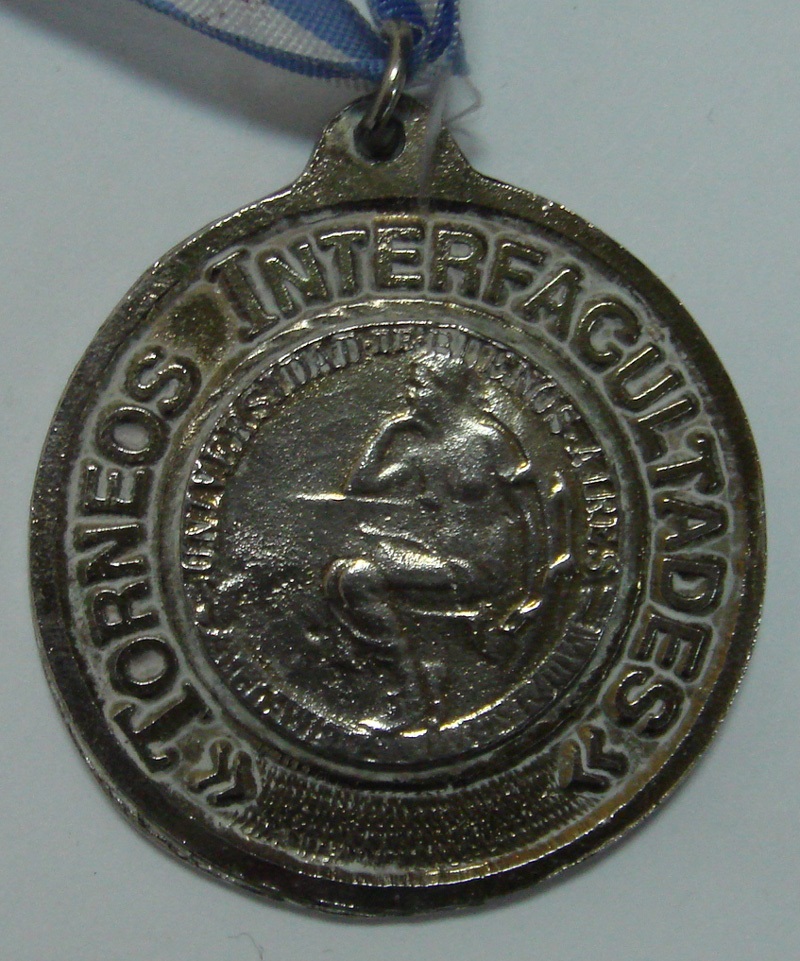 TORNEOS INTERFACULTADES
UNIVERSIDAD·DE·BUENOS·AIRES